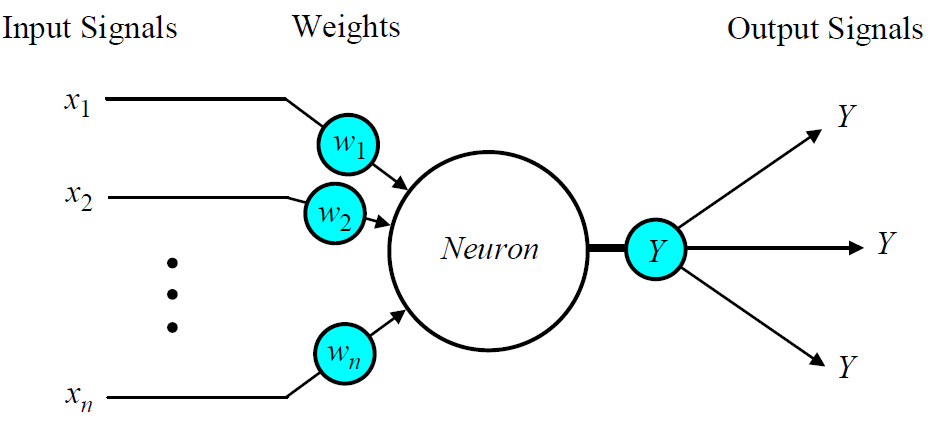 Input Signals Weights Output Signals
x1
w1
Y
x2
w2
Neuron
Y
Y
wn
Y
xn